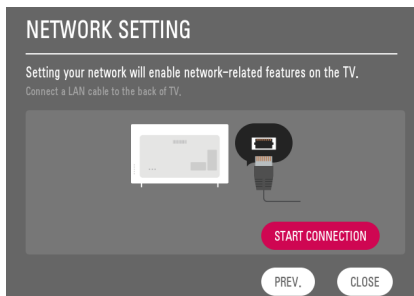 NETWORK SETTING
Setting your network will enable network-related features on the TV.
Connect a LAN cable to the back of TV.
START CONNECTION
PREV.
CLOSE